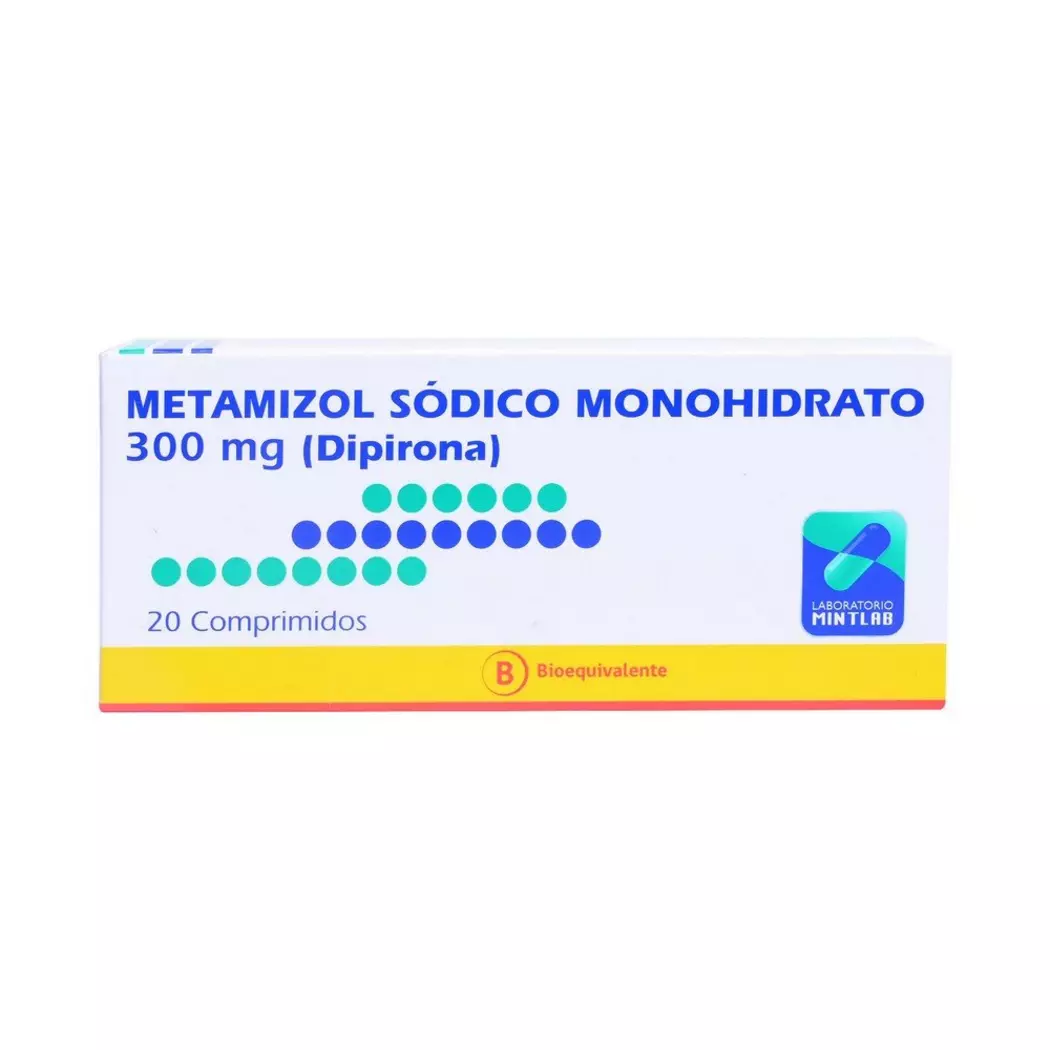 METAMIZOL SÓDICO MONOHIDRATO
300 mg (Dipirona)
20 Comprimidos
LABORATORIO
MINTLAB
B Bioequivalente